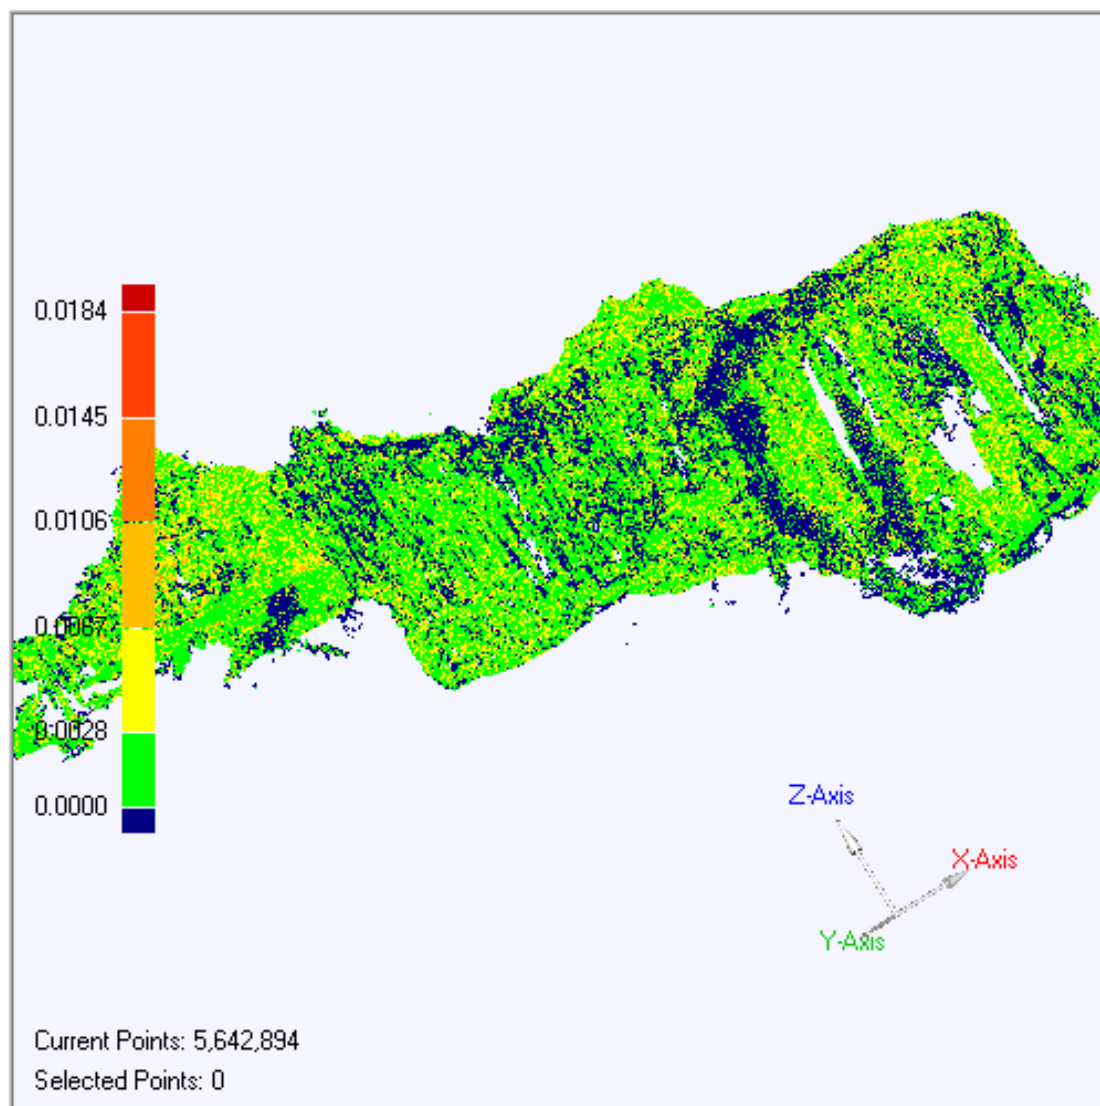 0.0184
0.0145
0.0106
0.0067
0.0028
0.0000
Z-Axis
X-Axis
Y-Axis
Current Points: 5,642,894
Selected Points: 0